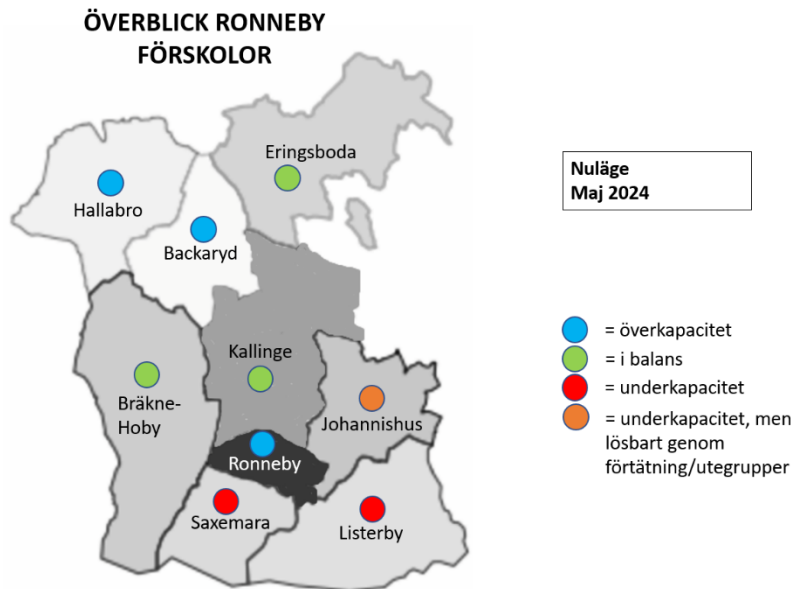 ÖVERBLICK RONNEBY
FÖRSKOLOR
Eringsboda
Nuläge
Maj 2024
Hallabro
Backaryd
= överkapacitet
Kallinge
= i balans
Bräkne-
Hoby
= underkapacitet
Johannishus
= underkapacitet, men
lösbart genom
förtätning/utegrupper
Ronneby
Saxemara
Listerby